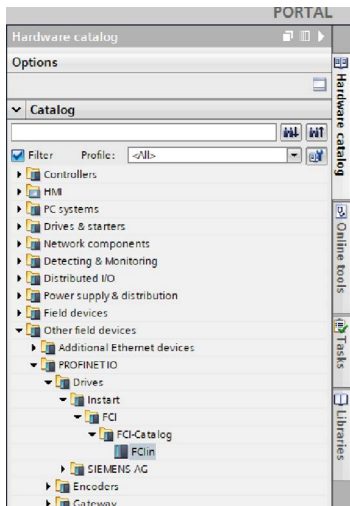 PORTAL
Hardware catalog
Options
Catalog
Filter Profile: <All>
Controllers
HMI
PC systems
Drives & starters
Network components
Detecting & Monitoring
Distributed I/O
Power supply & distribution
Field devices
Other field devices
Additional Ethernet devices
PROFINET IO
Drives
Instart
FCI
FCI-Catalog
FCIin
SIEMENS AG
Encoders
Gateway
Hardware catalog
Online tools
Tasks
Libraries